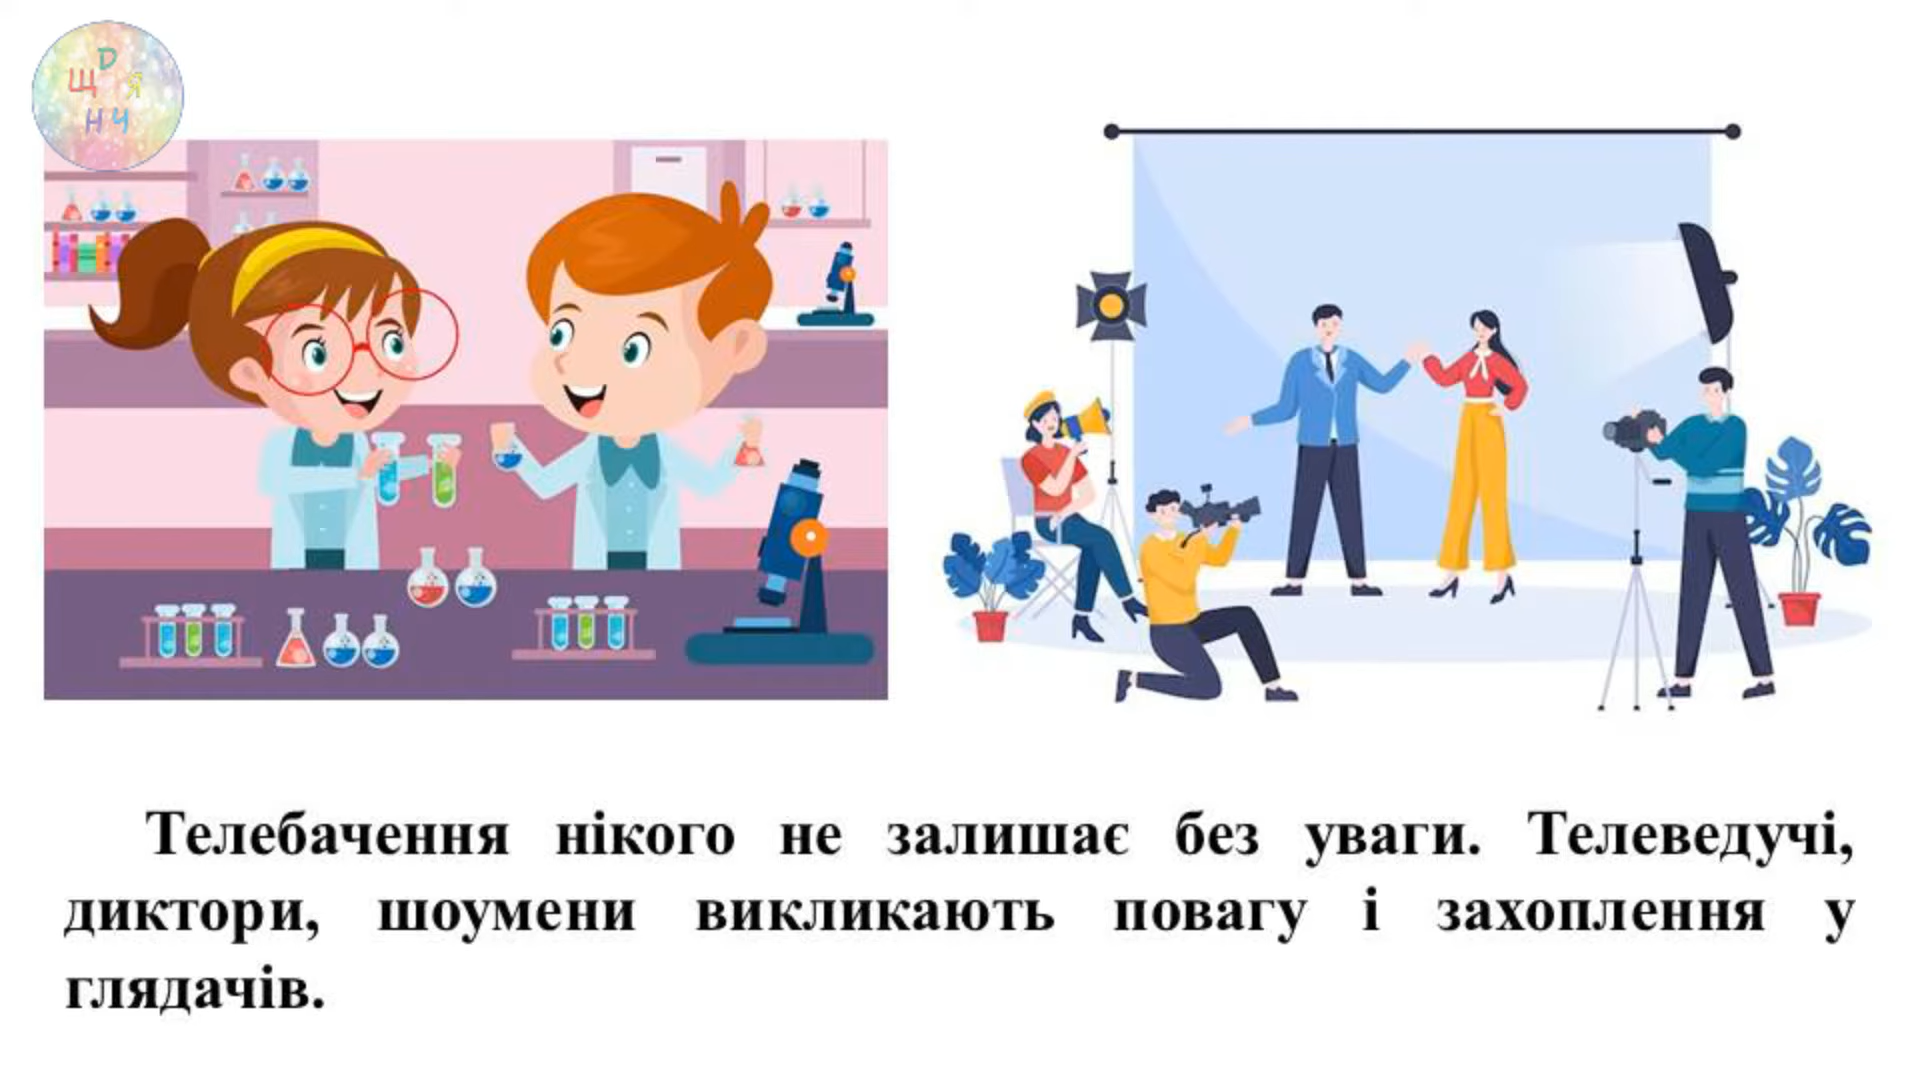 Д
Щ Я
Н Ч
Телебачення нікого не залишає без уваги. Телеведучі,
диктори, шоумени викликають повагу і захоплення у
глядачів.